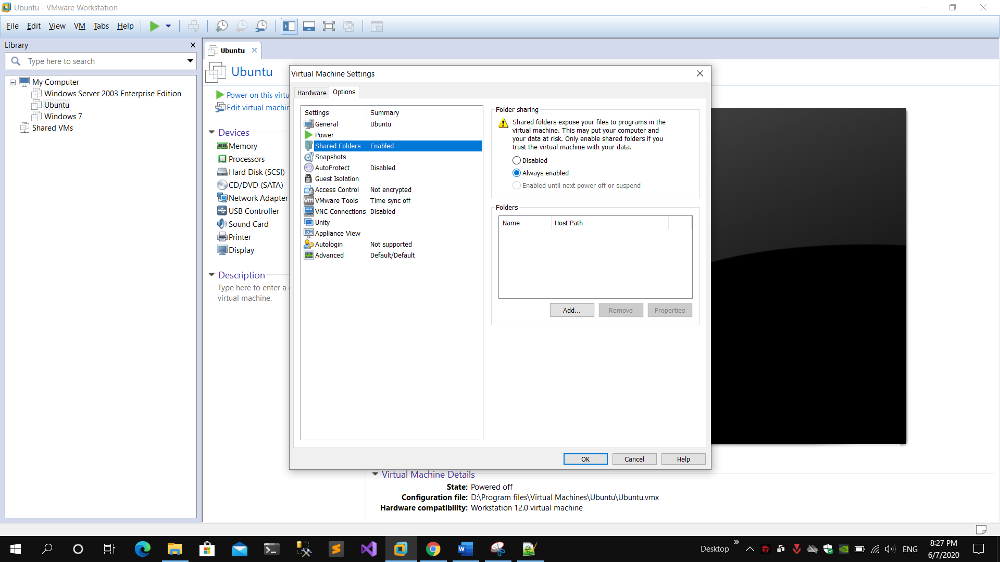 Ubuntu - VMware Workstation
File Edit View VM Tabs Help
Library
Type here to search
My Computer
Windows Server 2003 Enterprise Edition
Ubuntu
Windows 7
Shared VMs
Ubuntu
Ubuntu
Power on this virtu
Edit virtual machin
Devices
Memory
Processors
Hard Disk (SCSI)
CD/DVD (SATA)
Network Adapter
USB Controller
Sound Card
Printer
Display
Description
Type here to enter a
virtual machine.
Virtual Machine Settings
Hardware Options
Settings Summary
General Ubuntu
Power
Shared Folders Enabled
Snapshots
AutoProtect Disabled
Guest Isolation
Access Control Not encrypted
VMware Tools Time sync off
VNC Connections Disabled
Unity
Appliance View
Autologin Not supported
Advanced Default/Default
Folder sharing
Shared folders expose your files to programs in the
virtual machine. This may put your computer and
your data at risk. Only enable shared folders if you
trust the virtual machine with your data.
Disabled
Always enabled
Enabled until next power off or suspend
Folders
Name Host Path
Add... Remove Properties
OK Cancel Help
Virtual Machine Details
State: Powered off
Configuration file: D:\Program files\Virtual Machines\Ubuntu\Ubuntu.vmx
Hardware compatibility: Workstation 12.0 virtual machine
Desktop
ENG
8:27 PM
6/7/2020